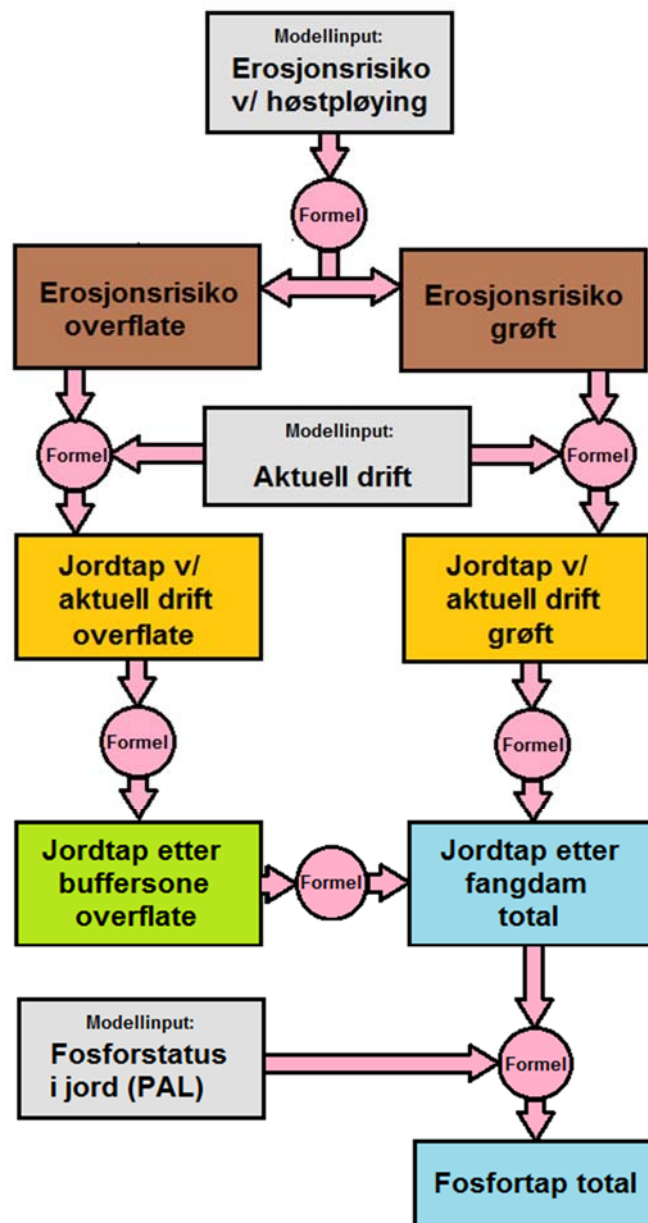 Modellinput:
Erosjonsrisiko
v/ høstpløying
Formel
Erosjonsrisiko
overflate
Erosjonsrisiko
grøft
Formel
Modellinput:
Aktuell drift
Formel
Jordtap v/
aktuell drift
overflate
Jordtap v/
aktuell drift
grøft
Formel
Formel
Jordtap etter
buffersone
overflate
Formel
Jordtap etter
fangdam
total
Modellinput:
Fosforstatus
i jord (PAL)
Formel
Fosfortap total